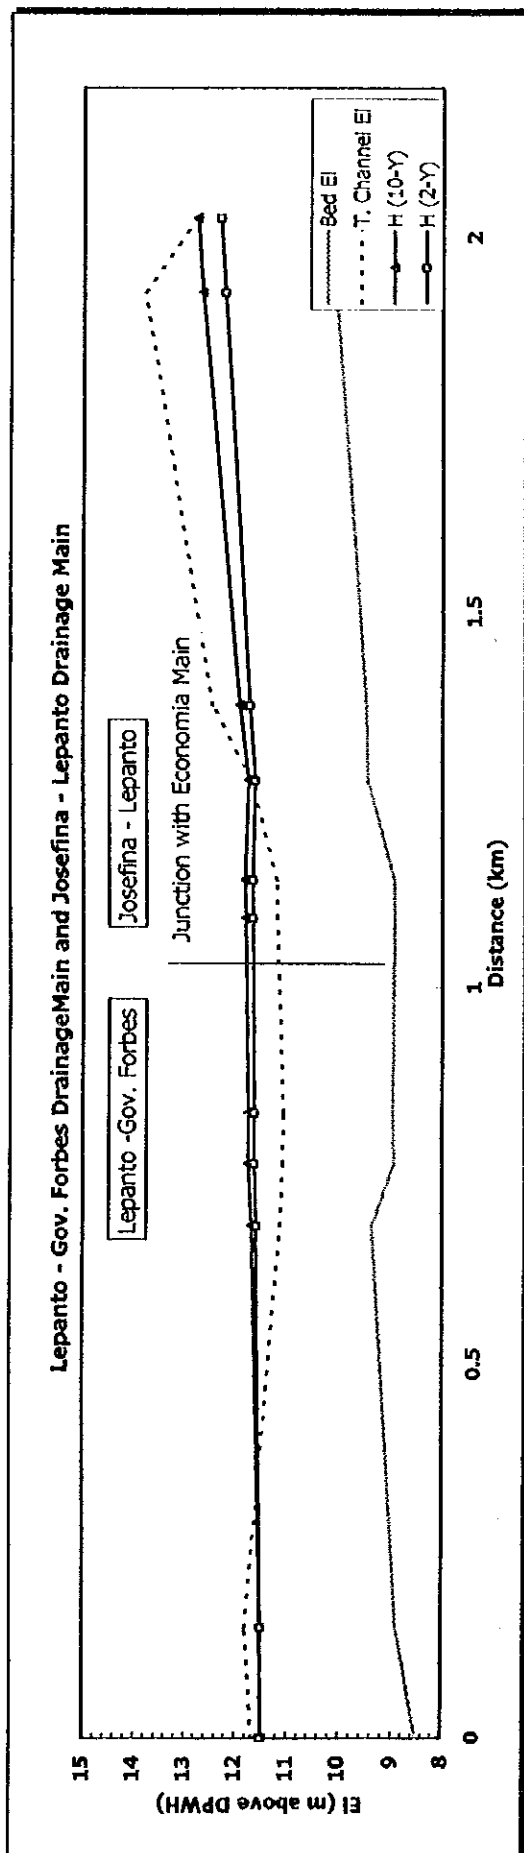 Lepanto - Gov. Forbes DrainageMain and Josefina - Lepanto Drainage Main
Lepanto -Gov. Forbes
Josefina - Lepanto
Junction with Economia Main
El (m above DPWH)
15
14
13
12
11
10
9
8
0
0.5
1
1.5
2
Distance (km)
Bed El
T. Channel El
H (10-Y)
H (2-Y)